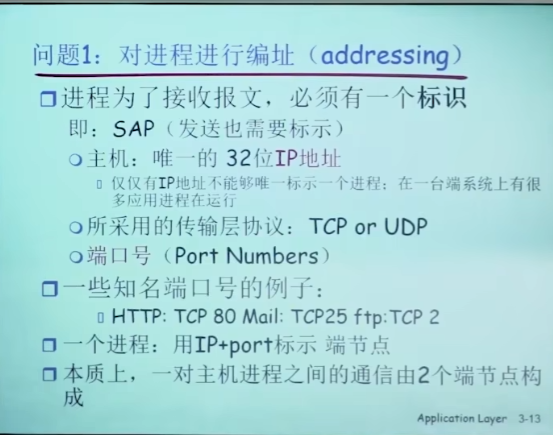 问题1：对进程进行编址（addressing）
进程为了接收报文，必须有一个标识
即：SAP（发送也需要标示）
主机：唯一的 32位IP地址
仅仅有IP地址不能够唯一标示一个进程；在一台端系统上有很
多应用进程在运行
所采用的传输层协议：TCP or UDP
端口号（Port Numbers）
一些知名端口号的例子：
HTTP: TCP 80 Mail: TCP25 ftp:TCP 2
一个进程：用IP+port标示 端节点
本质上，一对主机进程之间的通信由2个端节点构
成
Application Layer 3-13